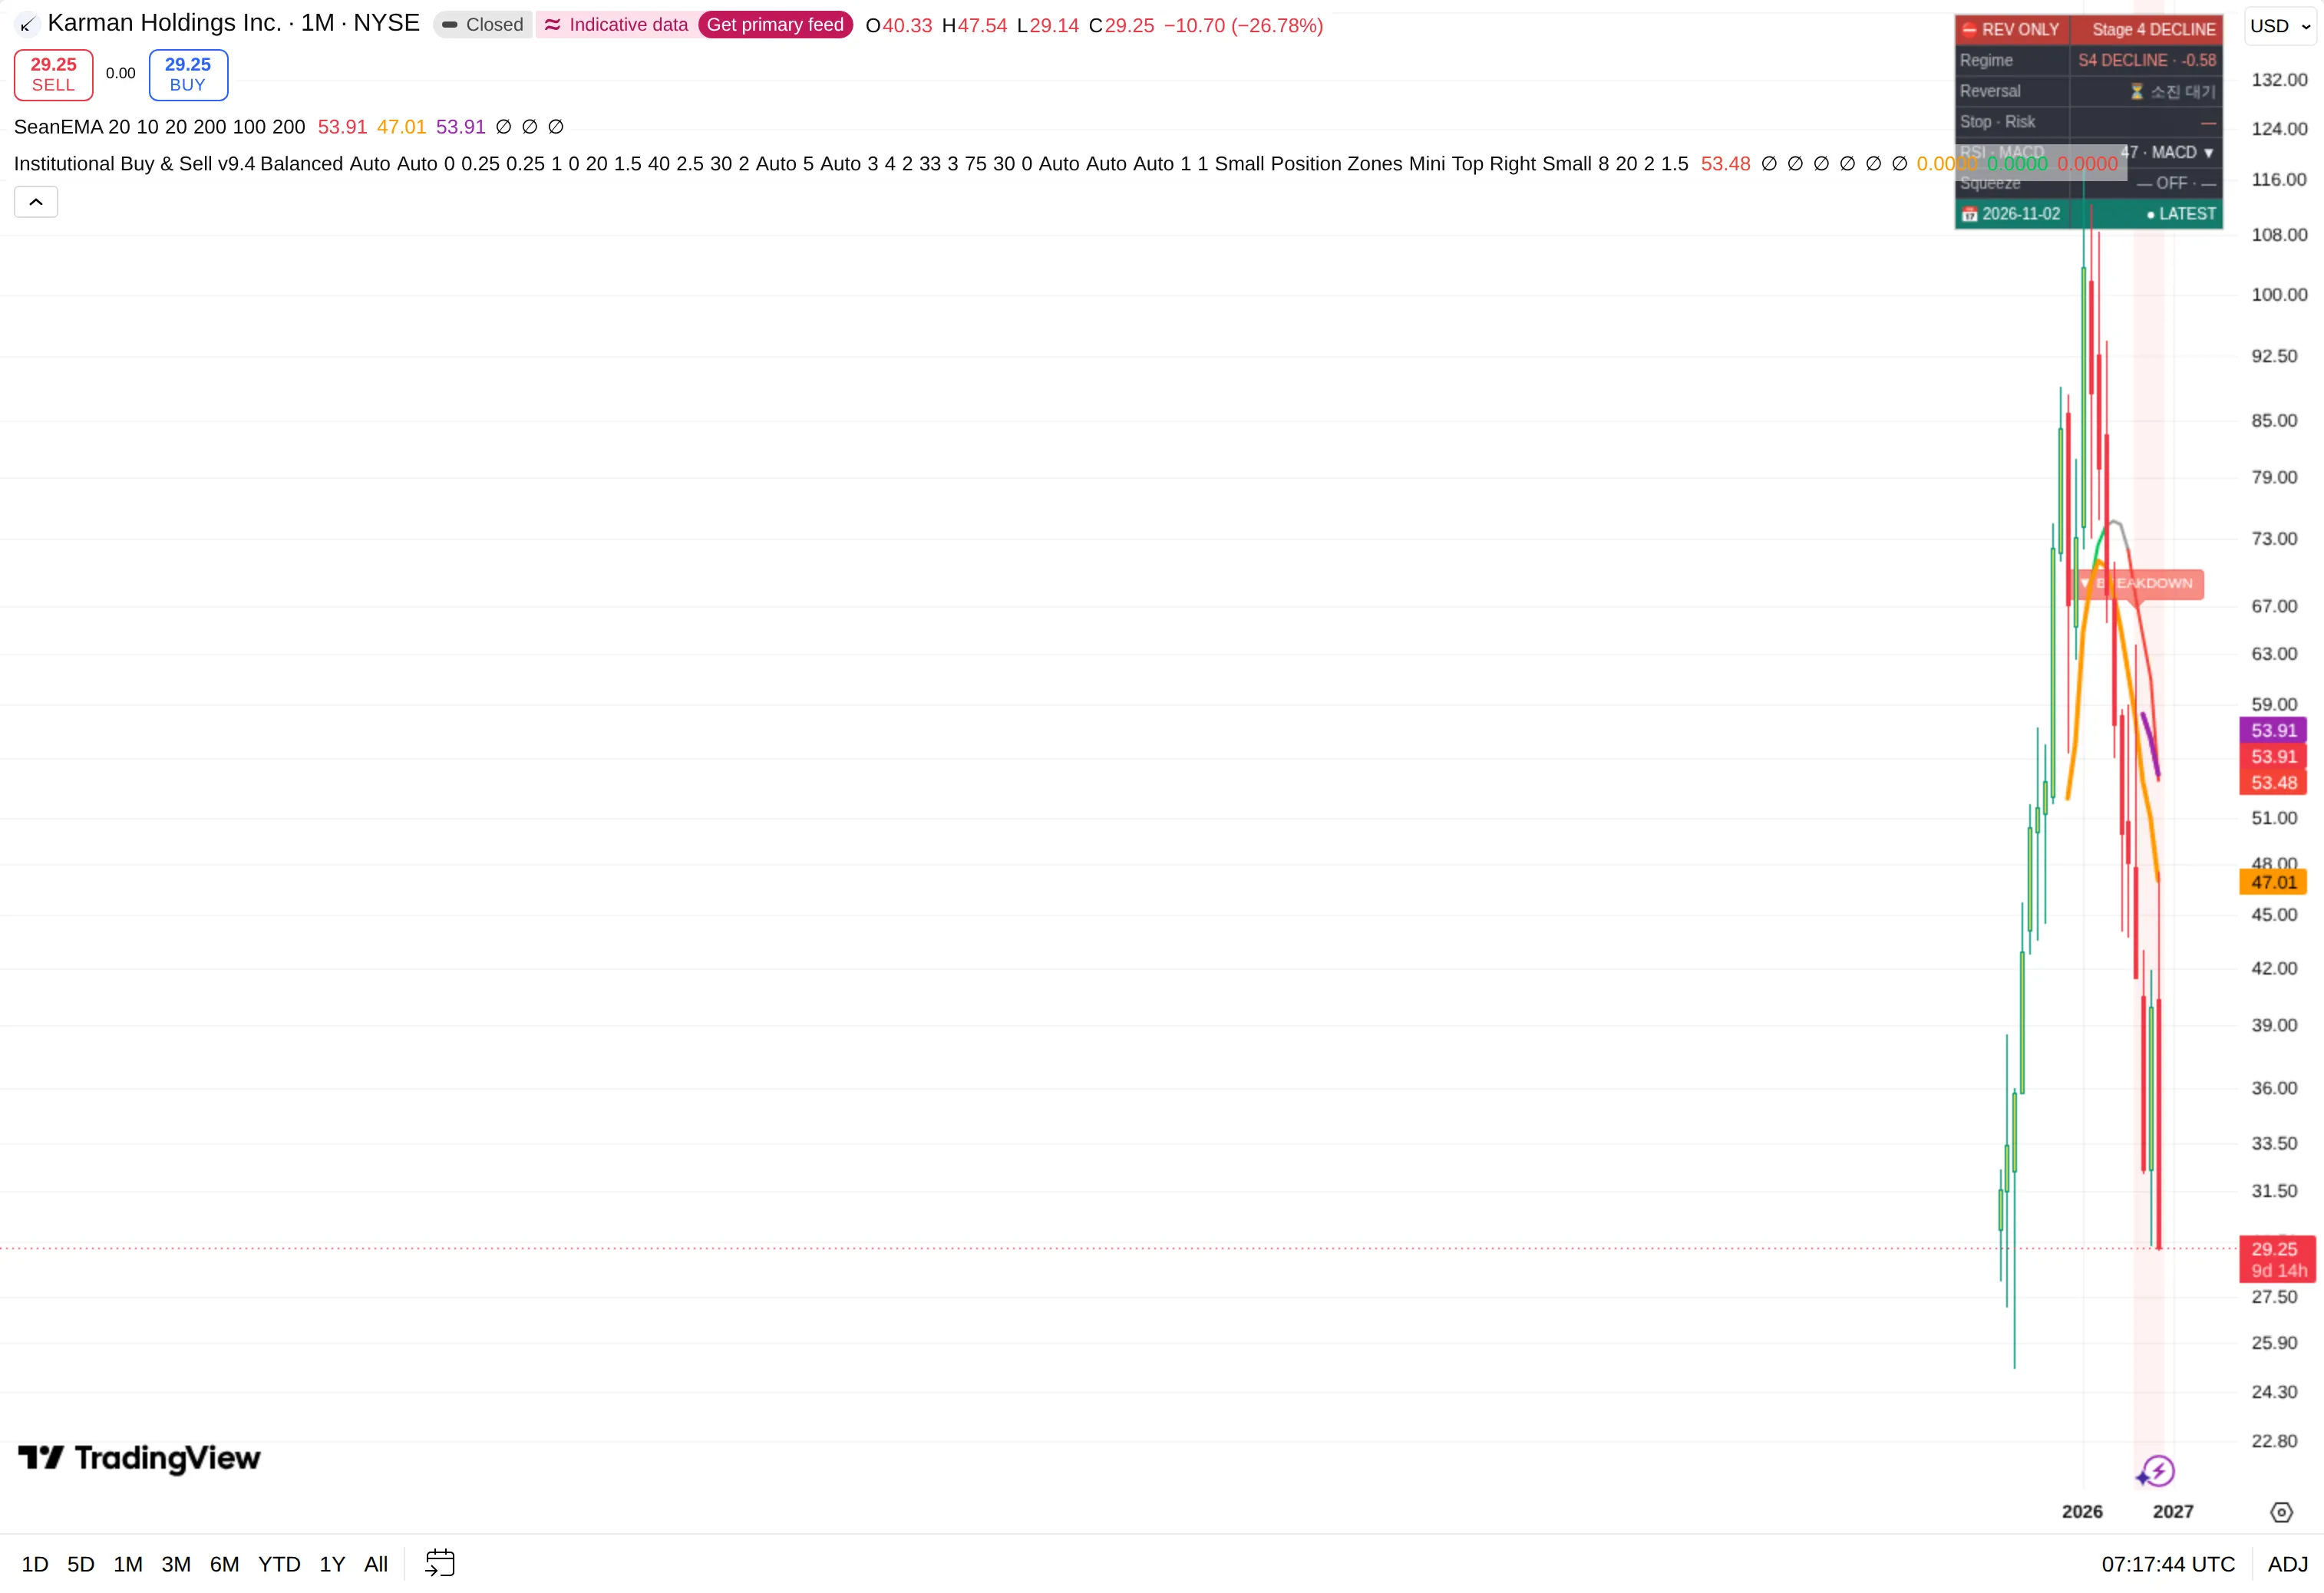 Karman Holdings Inc. · 1M · NYSE Closed Indicative data Get primary feed O40.33 H47.54 L29.14 C29.25 −10.70 (−26.78%)
29.25
SELL
0.00
29.25
BUY
SeanEMA 20 10 20 200 100 200 53.91 47.01 53.91 ∅ ∅ ∅
Institutional Buy & Sell v9.4 Balanced Auto Auto 0 0.25 0.25 1 0 20 1.5 40 2.5 30 2 Auto 5 Auto 3 4 2 33 3 75 30 0 Auto Auto Auto 1 1 Small Position Zones Mini Top Right Small 8 20 2 1.5 53.48 ∅ ∅ ∅ ∅ ∅ ∅ 0.0000 0.0000 0.0000
⛔ REV ONLY Stage 4 DECLINE
Regime S4 DECLINE · -0.58
Reversal ⏳ 소진 대기
Stop · Risk —
RSI · MACD 47 · MACD ▼
Squeeze — OFF · —
📅 2026-11-02 ● LATEST
USD
132.00
124.00
116.00
108.00
100.00
92.50
85.00
79.00
73.00
▼ BREAKDOWN
67.00
63.00
59.00
53.91
53.91
53.48
51.00
48.00
47.01
45.00
42.00
39.00
36.00
33.50
31.50
29.25
9d 14h
27.50
25.90
24.30
22.80
TradingView
2026 2027
1D 5D 1M 3M 6M YTD 1Y All
07:17:44 UTC ADJ